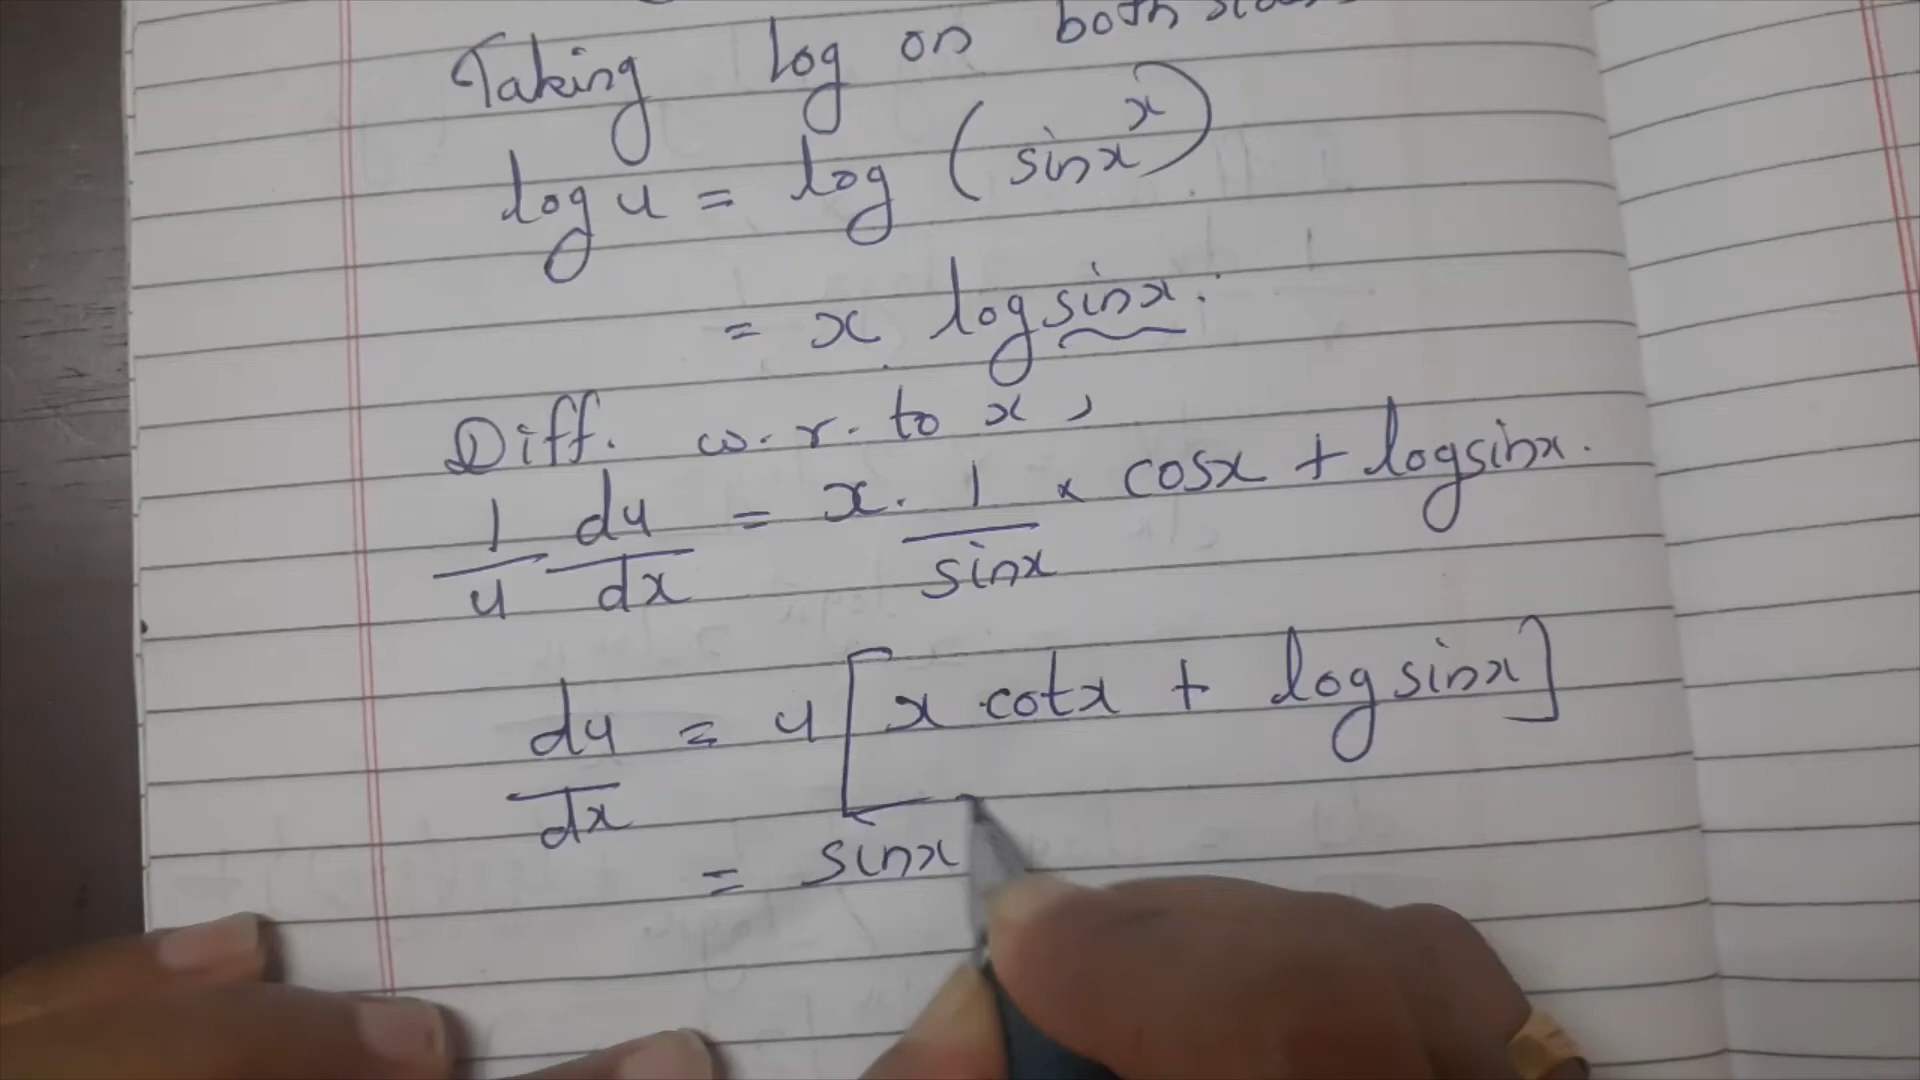 Taking log on both sides
log u = log (sinx^x)
= x log sinx.
Diff. w.r. to x,
1/u du/dx = x. 1/sinx × cosx + logsinx.
du/dx = u [x cotx + log sinx]
= sinx